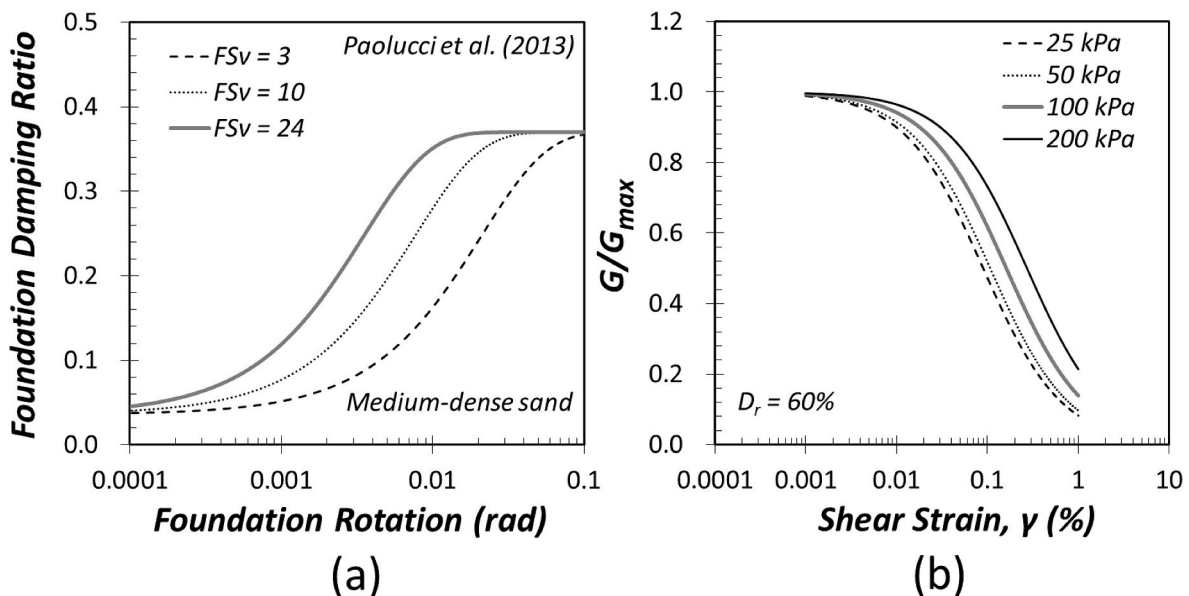 Foundation Damping Ratio
0.5
0.4
0.3
0.2
0.1
0.0
Paolucci et al. (2013)
FSv = 3
FSv = 10
FSv = 24
Medium-dense sand
0.0001
0.001
0.01
0.1
Foundation Rotation (rad)
(a)
G/Gmax
1.2
1.0
0.8
0.6
0.4
0.2
0.0
25 kPa
50 kPa
100 kPa
200 kPa
Dr = 60%
0.0001
0.001
0.01
0.1
1
10
Shear Strain, γ (%)
(b)